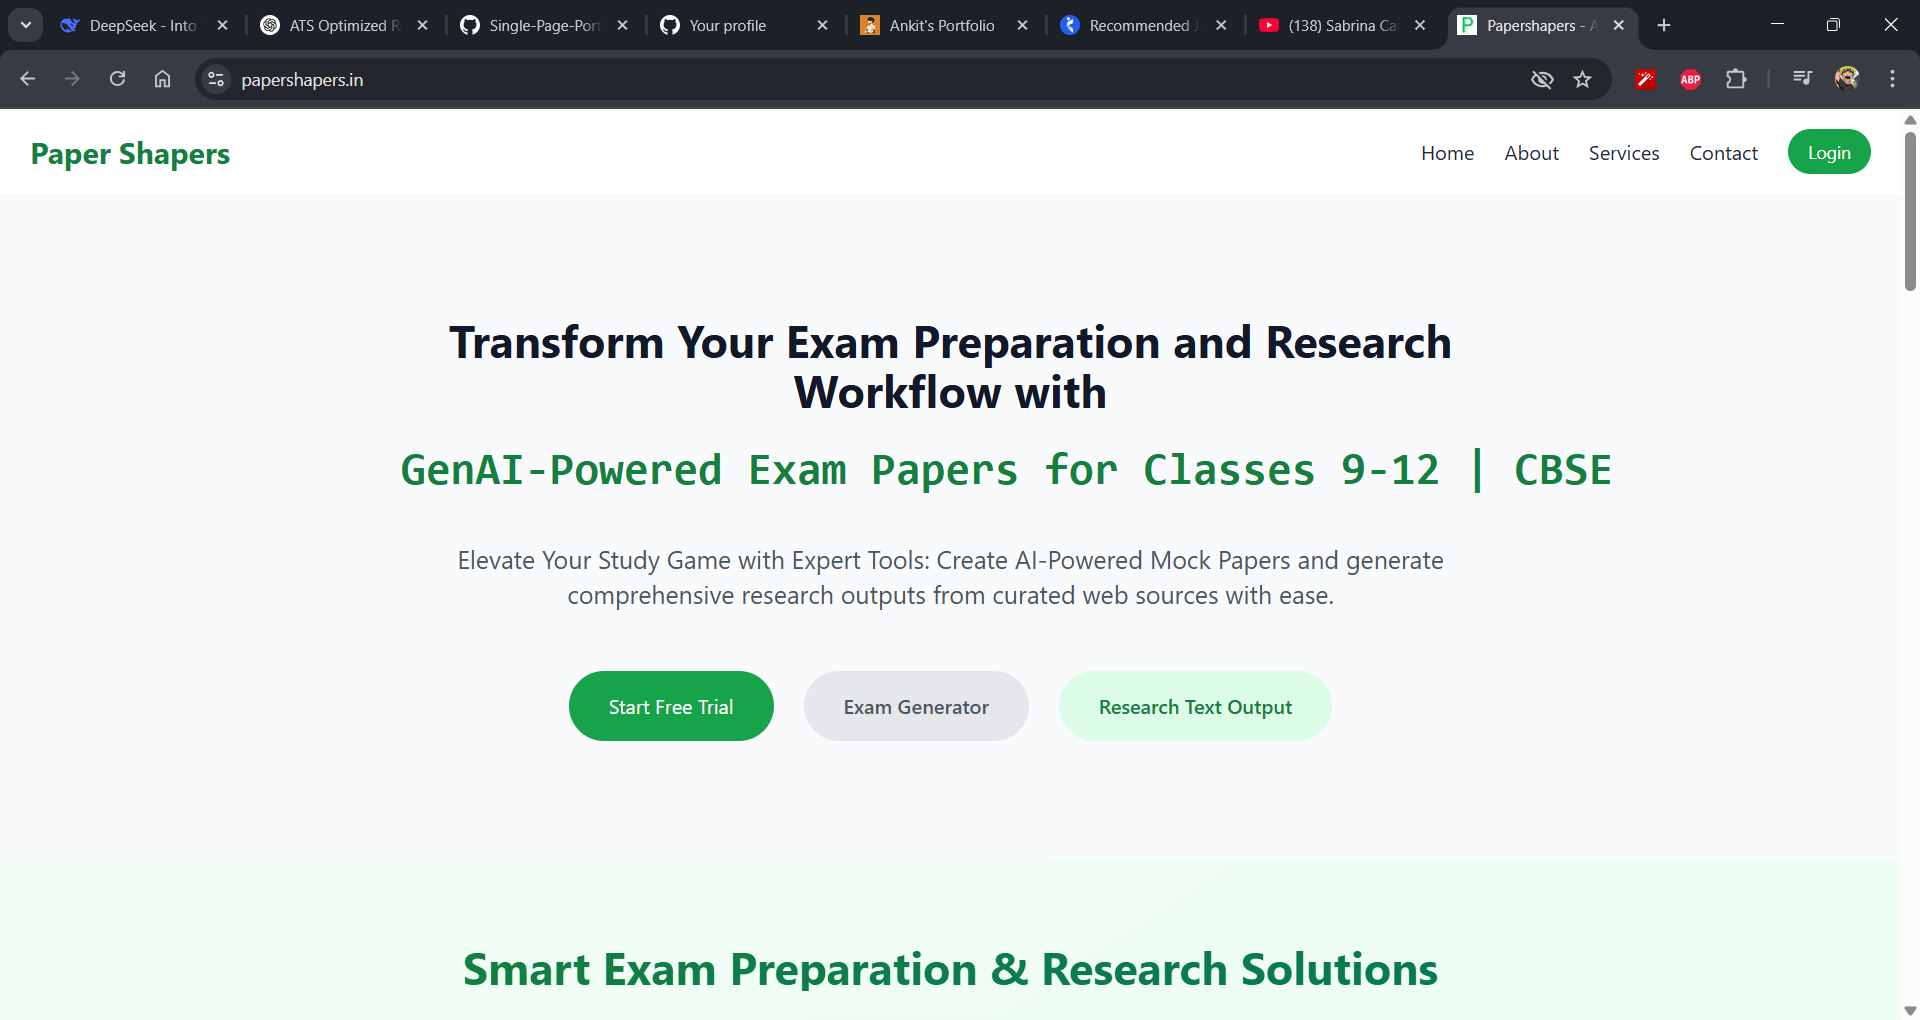 DeepSeek - Into
ATS Optimized R
Single-Page-Port
Your profile
Ankit's Portfolio
Recommended J
(138) Sabrina Ca
Papershapers - A
papershapers.in
ABP
Paper Shapers
Home
About
Services
Contact
Login
Transform Your Exam Preparation and Research
Workflow with
GenAI-Powered Exam Papers for Classes 9-12 | CBSE
Elevate Your Study Game with Expert Tools: Create AI-Powered Mock Papers and generate
comprehensive research outputs from curated web sources with ease.
Start Free Trial
Exam Generator
Research Text Output
Smart Exam Preparation & Research Solutions